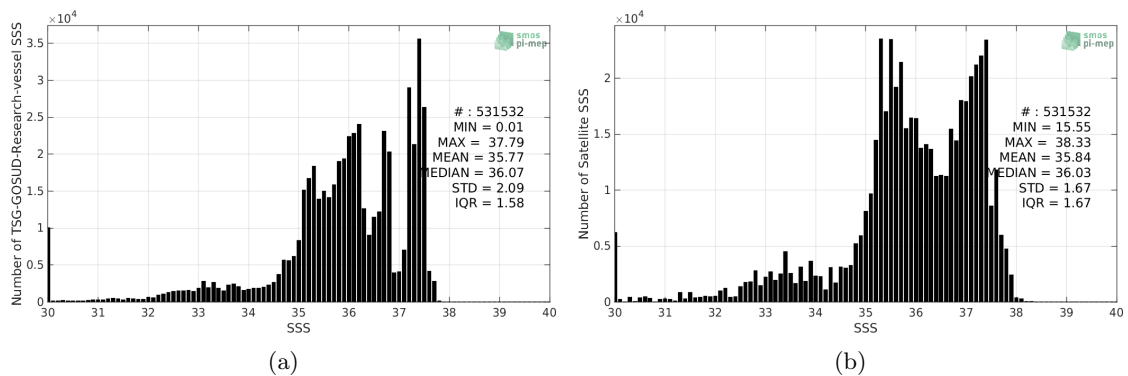 ×10⁴
Number of TSG-GOSUD-Research-vessel SSS
3.5
3
2.5
2
1.5
1
0.5
0
30 31 32 33 34 35 36 37 38 39 40
SSS
smos
pi-mep
# : 531532
MIN = 0.01
MAX = 37.79
MEAN = 35.77
MEDIAN = 36.07
STD = 2.09
IQR = 1.58
(a)
×10⁴
Number of Satellite SSS
2
1.5
1
0.5
0
30 31 32 33 34 35 36 37 38 39 40
SSS
smos
pi-mep
# : 531532
MIN = 15.55
MAX = 38.33
MEAN = 35.84
MEDIAN = 36.03
STD = 1.67
IQR = 1.67
(b)